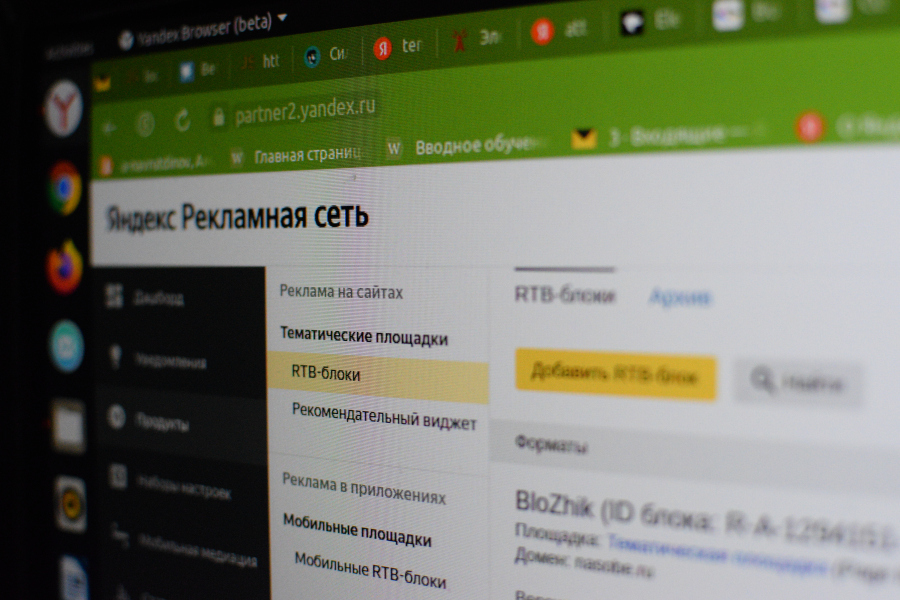 Yandex Browser (beta)
Ве
htt
Си
Я ter
Эл
Я att
partner2.yandex.ru
W Главная страниц
W Вводное обуче
3 - Входящие —
Яндекс Рекламная сеть
Дашборд
Уведомления
Продукты
Наборы настроек
Мобильная медиация
Реклама на сайтах
Тематические площадки
RTB-блоки
Рекомендательный виджет
Реклама в приложениях
Мобильные площадки
Мобильные RTB-блоки
RTB-блоки Архив
Добавить RTB-блок Найти
Форматы
BloZhik (ID блока: R-A-
Площадка: Тематическая площадка (Page
Домен: nasobe.ru